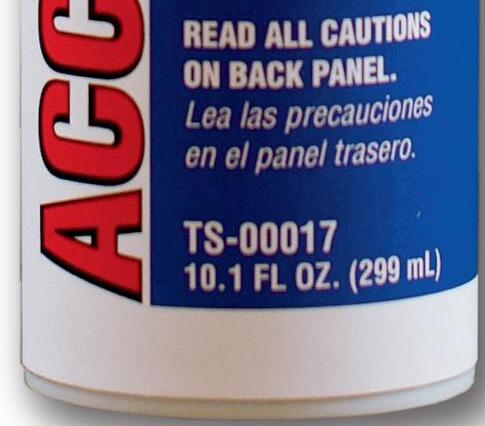 READ ALL CAUTIONS
ON BACK PANEL.
Lea las precauciones
en el panel trasero.
TS-00017
10.1 FL OZ. (299 mL)
ACC